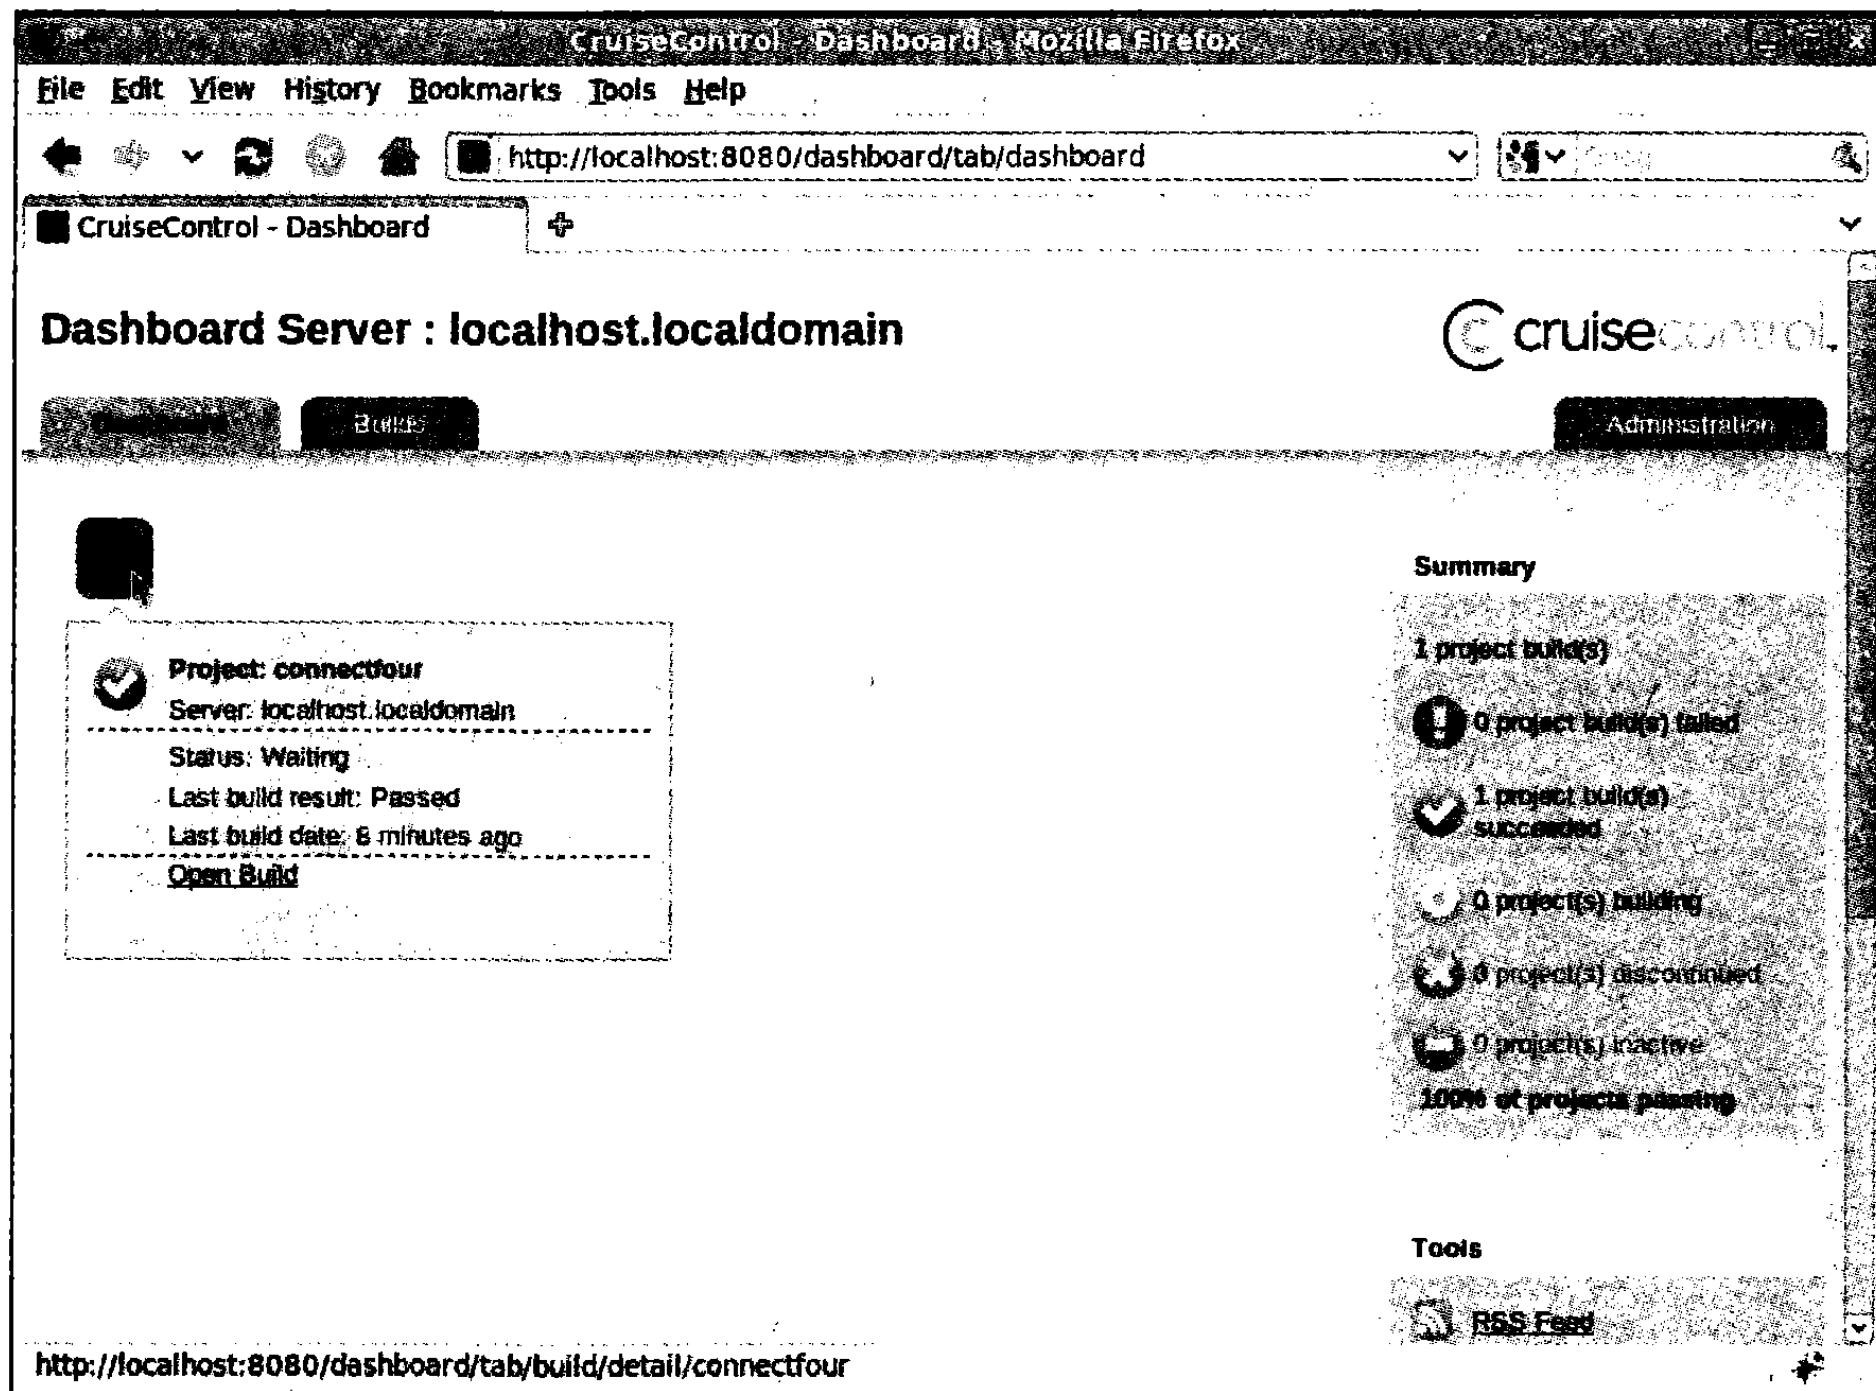 CruiseControl - Dashboard - Mozilla Firefox
File Edit View History Bookmarks Tools Help
http://localhost:8080/dashboard/tab/dashboard
CruiseControl - Dashboard
Dashboard Server : localhost.localdomain
cruisecontrol
Dashboard Builds Administration
Project: connectfour
Server: localhost.localdomain
Status: Waiting
Last build result: Passed
Last build date: 8 minutes ago
Open Build
Summary
1 project build(s)
0 project build(s) failed
1 project build(s)
succeeded
0 project(s) building
0 project(s) discontinued
0 project(s) inactive
100% of projects passing
Tools
RSS Feed
http://localhost:8080/dashboard/tab/build/detail/connectfour